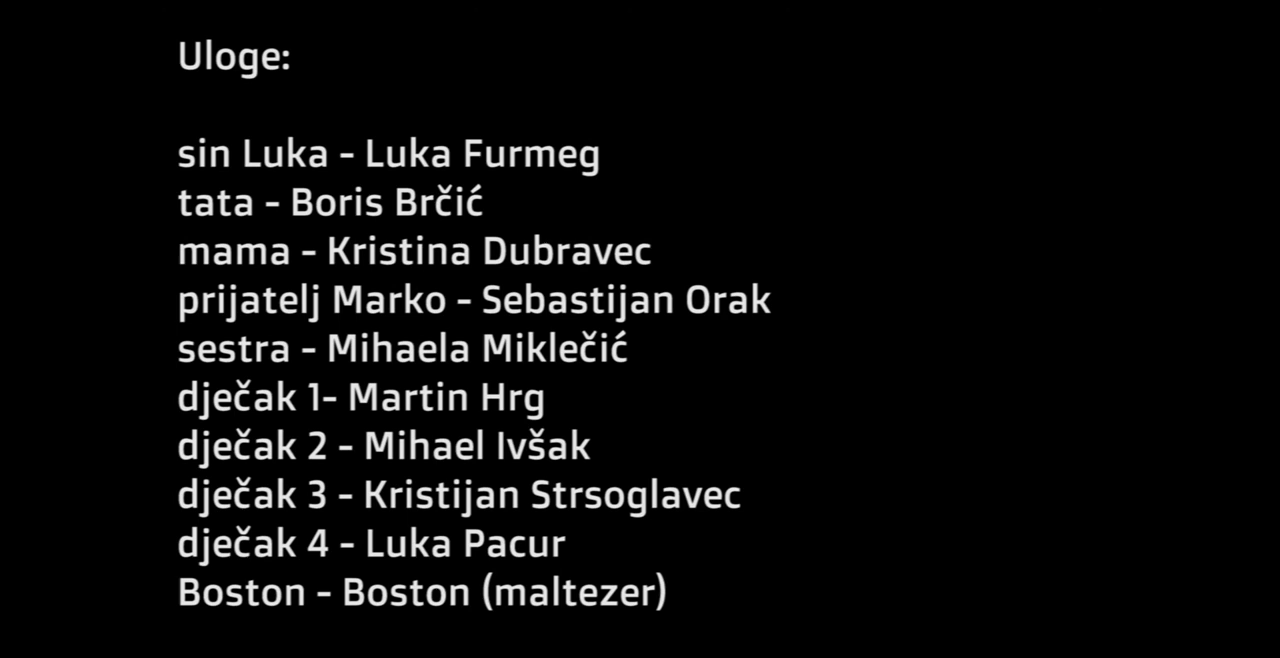 Uloge:
sin Luka - Luka Furmeg
tata - Boris Brčić
mama - Kristina Dubravec
prijatelj Marko - Sebastijan Orak
sestra - Mihaela Miklečić
dječak 1- Martin Hrg
dječak 2 - Mihael Ivšak
dječak 3 - Kristijan Strsoglavec
dječak 4 - Luka Pacur
Boston - Boston (maltezer)